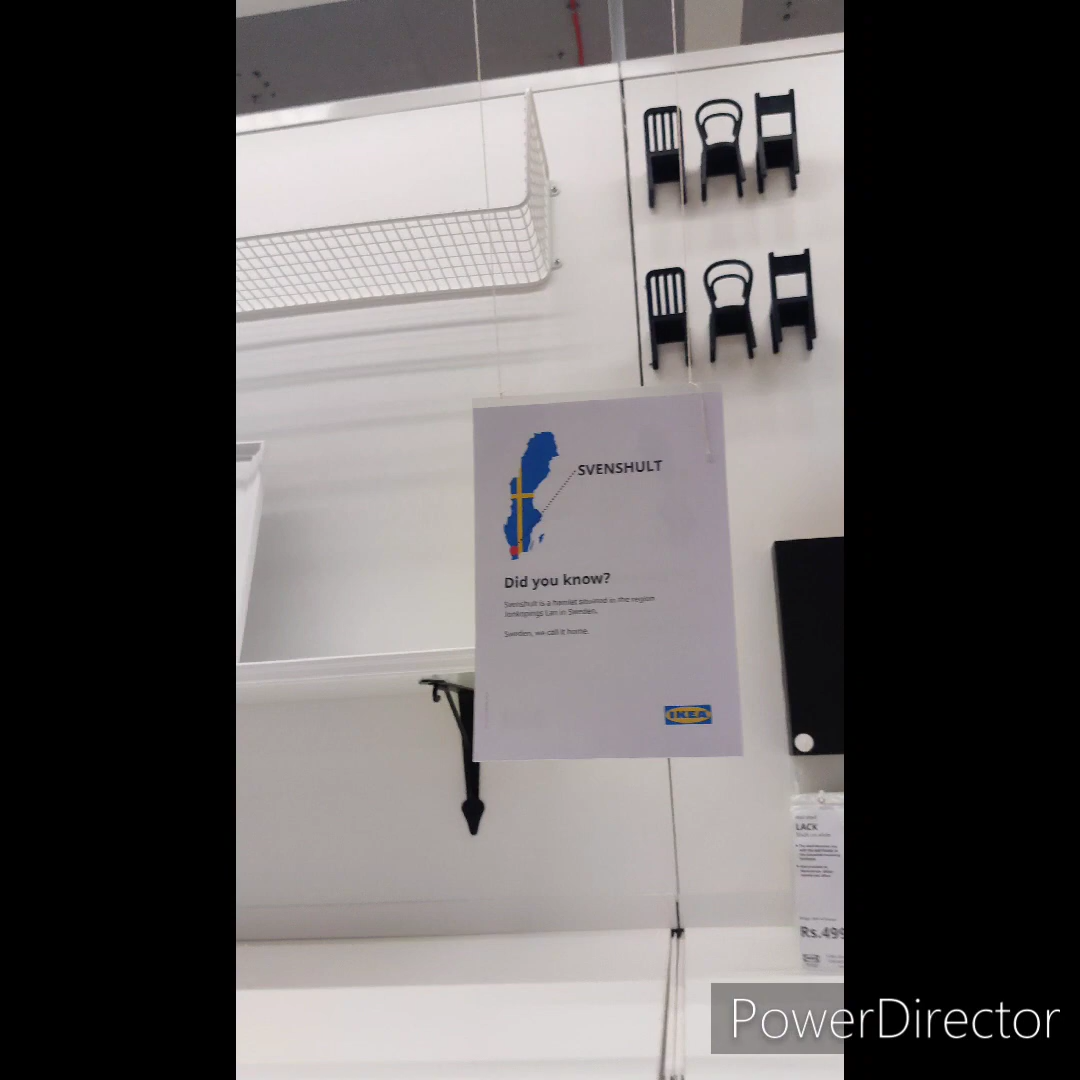 SVENSHULT
Did you know?
Svenshult is a hamlet situated in the region
Jonkopings Lan in Sweden.
Sweden, we call it home.
IKEA
LACK
Rs.499
PowerDirector